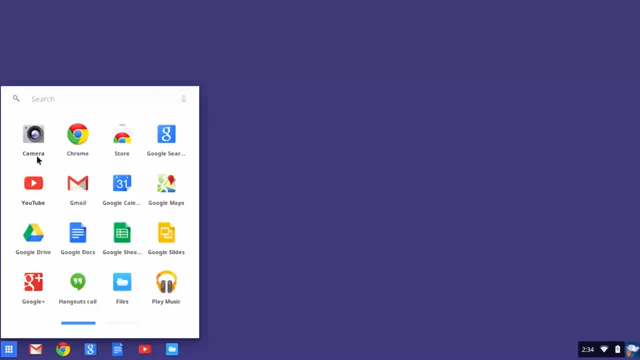 Search
Camera Chrome Store Google Sear...
31
YouTube Gmail Google Cale... Google Maps
Google Drive Google Docs Google Shee... Google Slides
Google+ Hangouts call Files Play Music
2:34